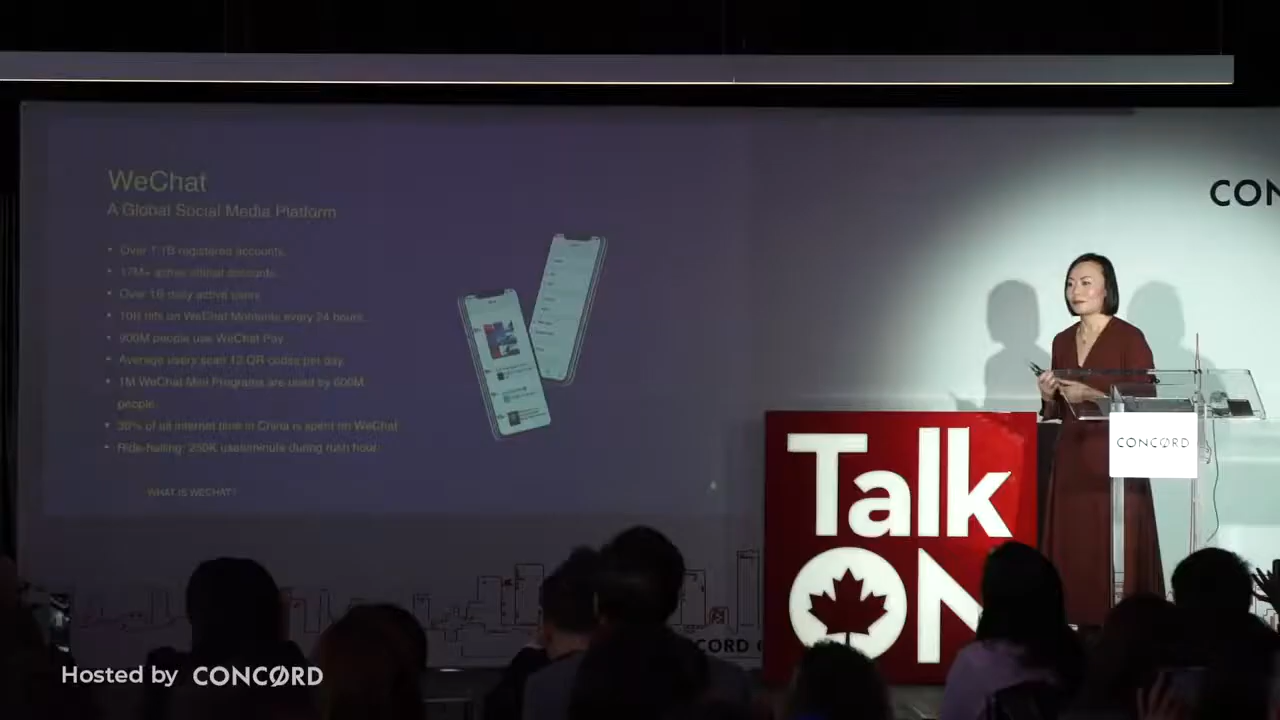 WeChat
A Global Social Media Platform
• Over 1.1B registered accounts.
• 17M+ active official accounts
• Over 1B daily active users
• 10B hits on WeChat Moments every 24 hours
• 900M people use WeChat Pay
• Average users scan 12 QR codes per day
• 1M WeChat Mini Programs are used by 600M
people.
• 30% of all internet time in China is spent on WeChat
• Ride-hailing: 250K uses/minute during rush hour
WHAT IS WECHAT?
CON
CONCORD
Talk
ON
CORD
Hosted by CONCORD